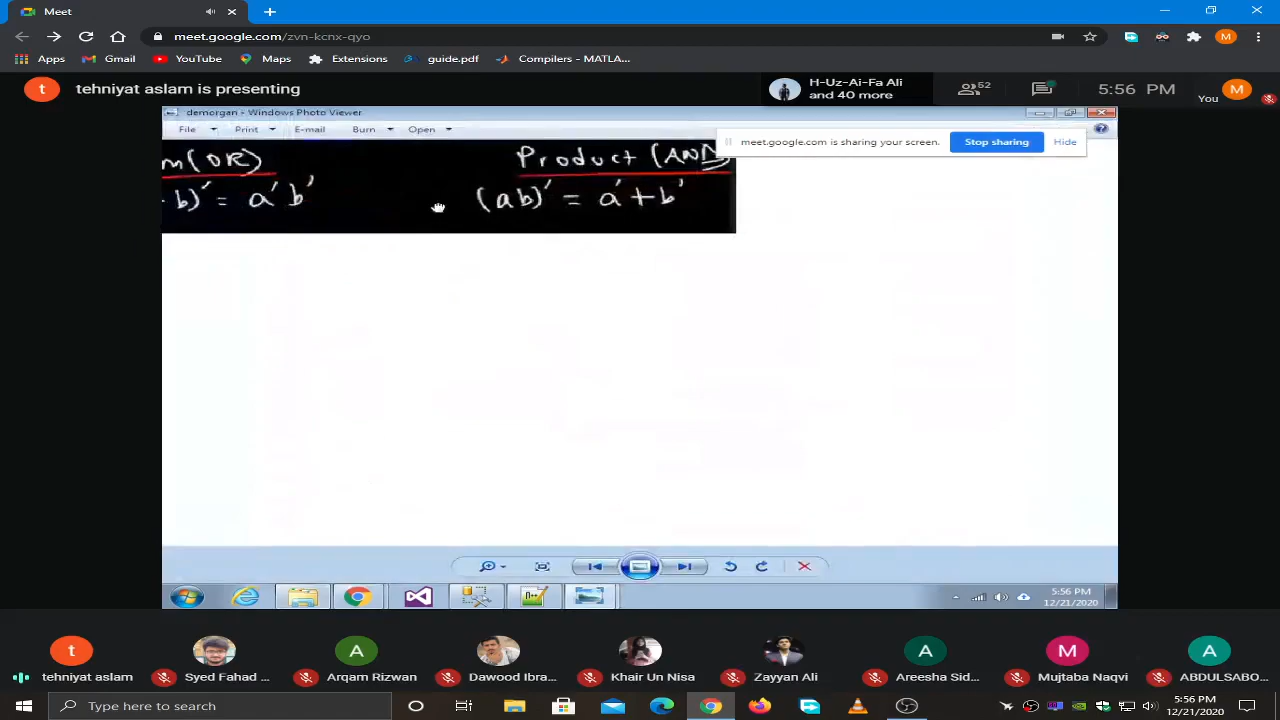 Meet
meet.google.com/zvn-kcnx-qyo
Apps Gmail YouTube Maps Extensions guide.pdf Compilers - MATLA...
t tehniyat aslam is presenting
H-Uz-Ai-Fa Ali
and 40 more
52
5:56 PM
You
M
demorgan - Windows Photo Viewer
File Print E-mail Burn Open
meet.google.com is sharing your screen. Stop sharing Hide
m(OR) Product (AND
b)' = a' b' (ab)' = a' + b'
5:56 PM
12/21/2020
t A A M A
tehniyat aslam Syed Fahad ... Arqam Rizwan Dawood Ibra... Khair Un Nisa Zayyan Ali Areesha Sid... Mujtaba Naqvi ABDULSABO...
Type here to search
5:56 PM
12/21/2020